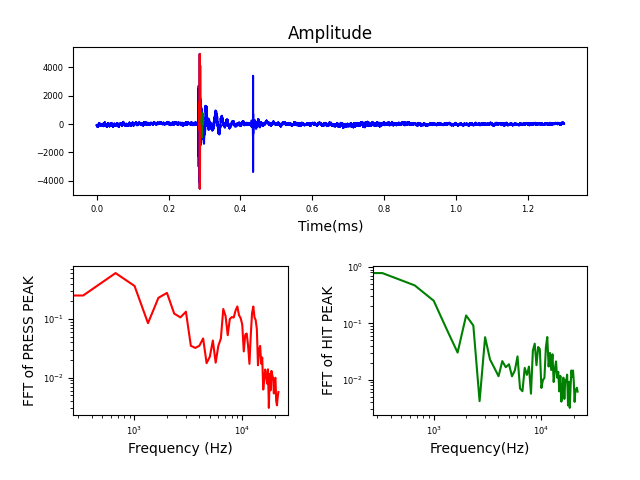 Amplitude
4000
2000
0
−2000
−4000
0.0 0.2 0.4 0.6 0.8 1.0 1.2
Time(ms)
FFT of PRESS PEAK
10⁻¹
10⁻²
10³ 10⁴
Frequency (Hz)
FFT of HIT PEAK
10⁰
10⁻¹
10⁻²
10³ 10⁴
Frequency(Hz)